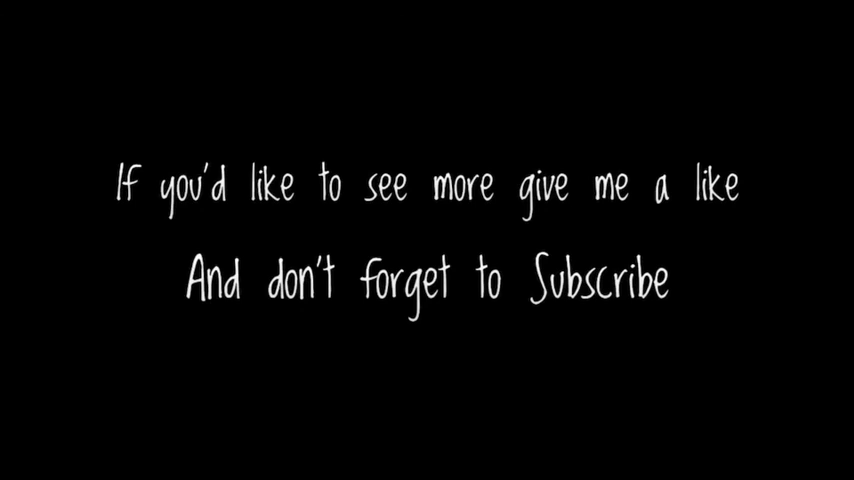 If you'd like to see more give me a like
And don't forget to Subscribe